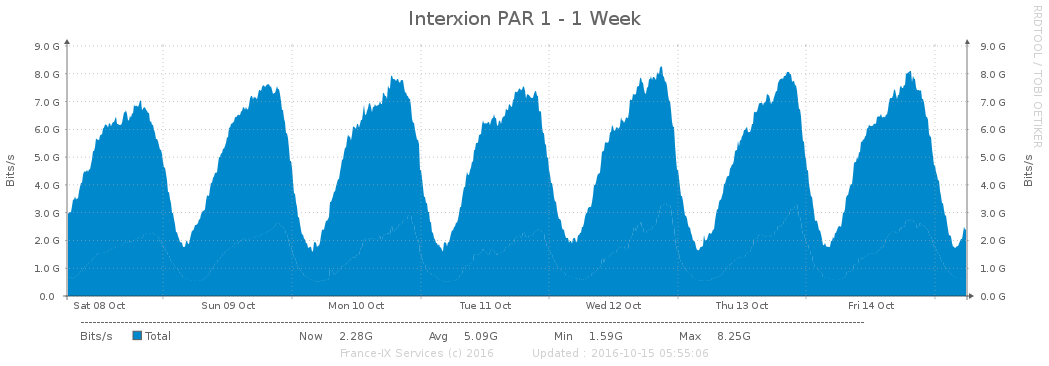 Interxion PAR 1 - 1 Week
RRDTOOL / TOBI OETIKER
Bits/s
9.0 G
8.0 G
7.0 G
6.0 G
5.0 G
4.0 G
3.0 G
2.0 G
1.0 G
0.0
9.0 G
8.0 G
7.0 G
6.0 G
5.0 G
4.0 G
3.0 G
2.0 G
1.0 G
0.0 G
Bits/s
Sat 08 Oct Sun 09 Oct Mon 10 Oct Tue 11 Oct Wed 12 Oct Thu 13 Oct Fri 14 Oct
Bits/s Total Now 2.28G Avg 5.09G Min 1.59G Max 8.25G
France-IX Services (c) 2016 Updated : 2016-10-15 05:55:06